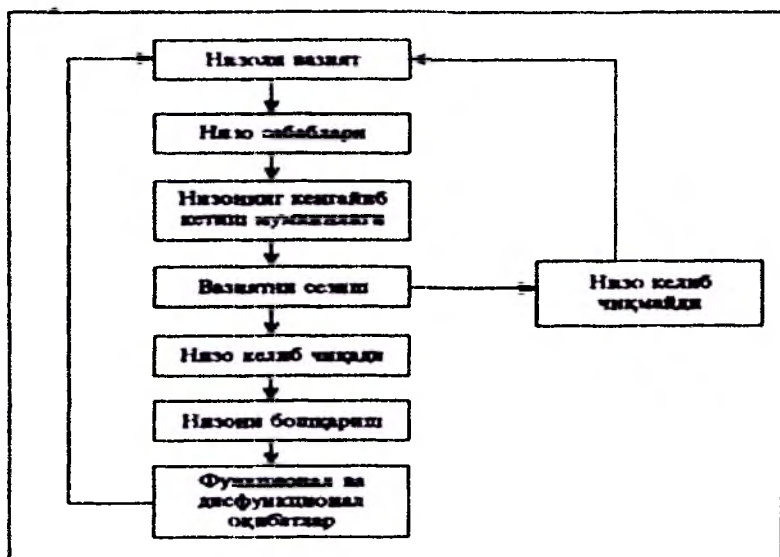 Низоли вазият
Низо сабаблари
Низонинг кенгайиб
кетиш мумкинлиги
Вазиятни сезиш
Низо келиб
чиқмайди
Низо келиб чиқади
Низони бошқариш
Функционал ва
дисфункционал
оқибатлар